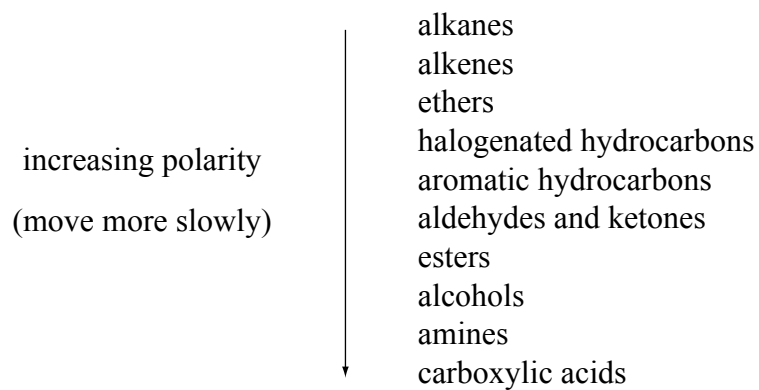 increasing polarity
(move more slowly)
alkanes
alkenes
ethers
halogenated hydrocarbons
aromatic hydrocarbons
aldehydes and ketones
esters
alcohols
amines
carboxylic acids